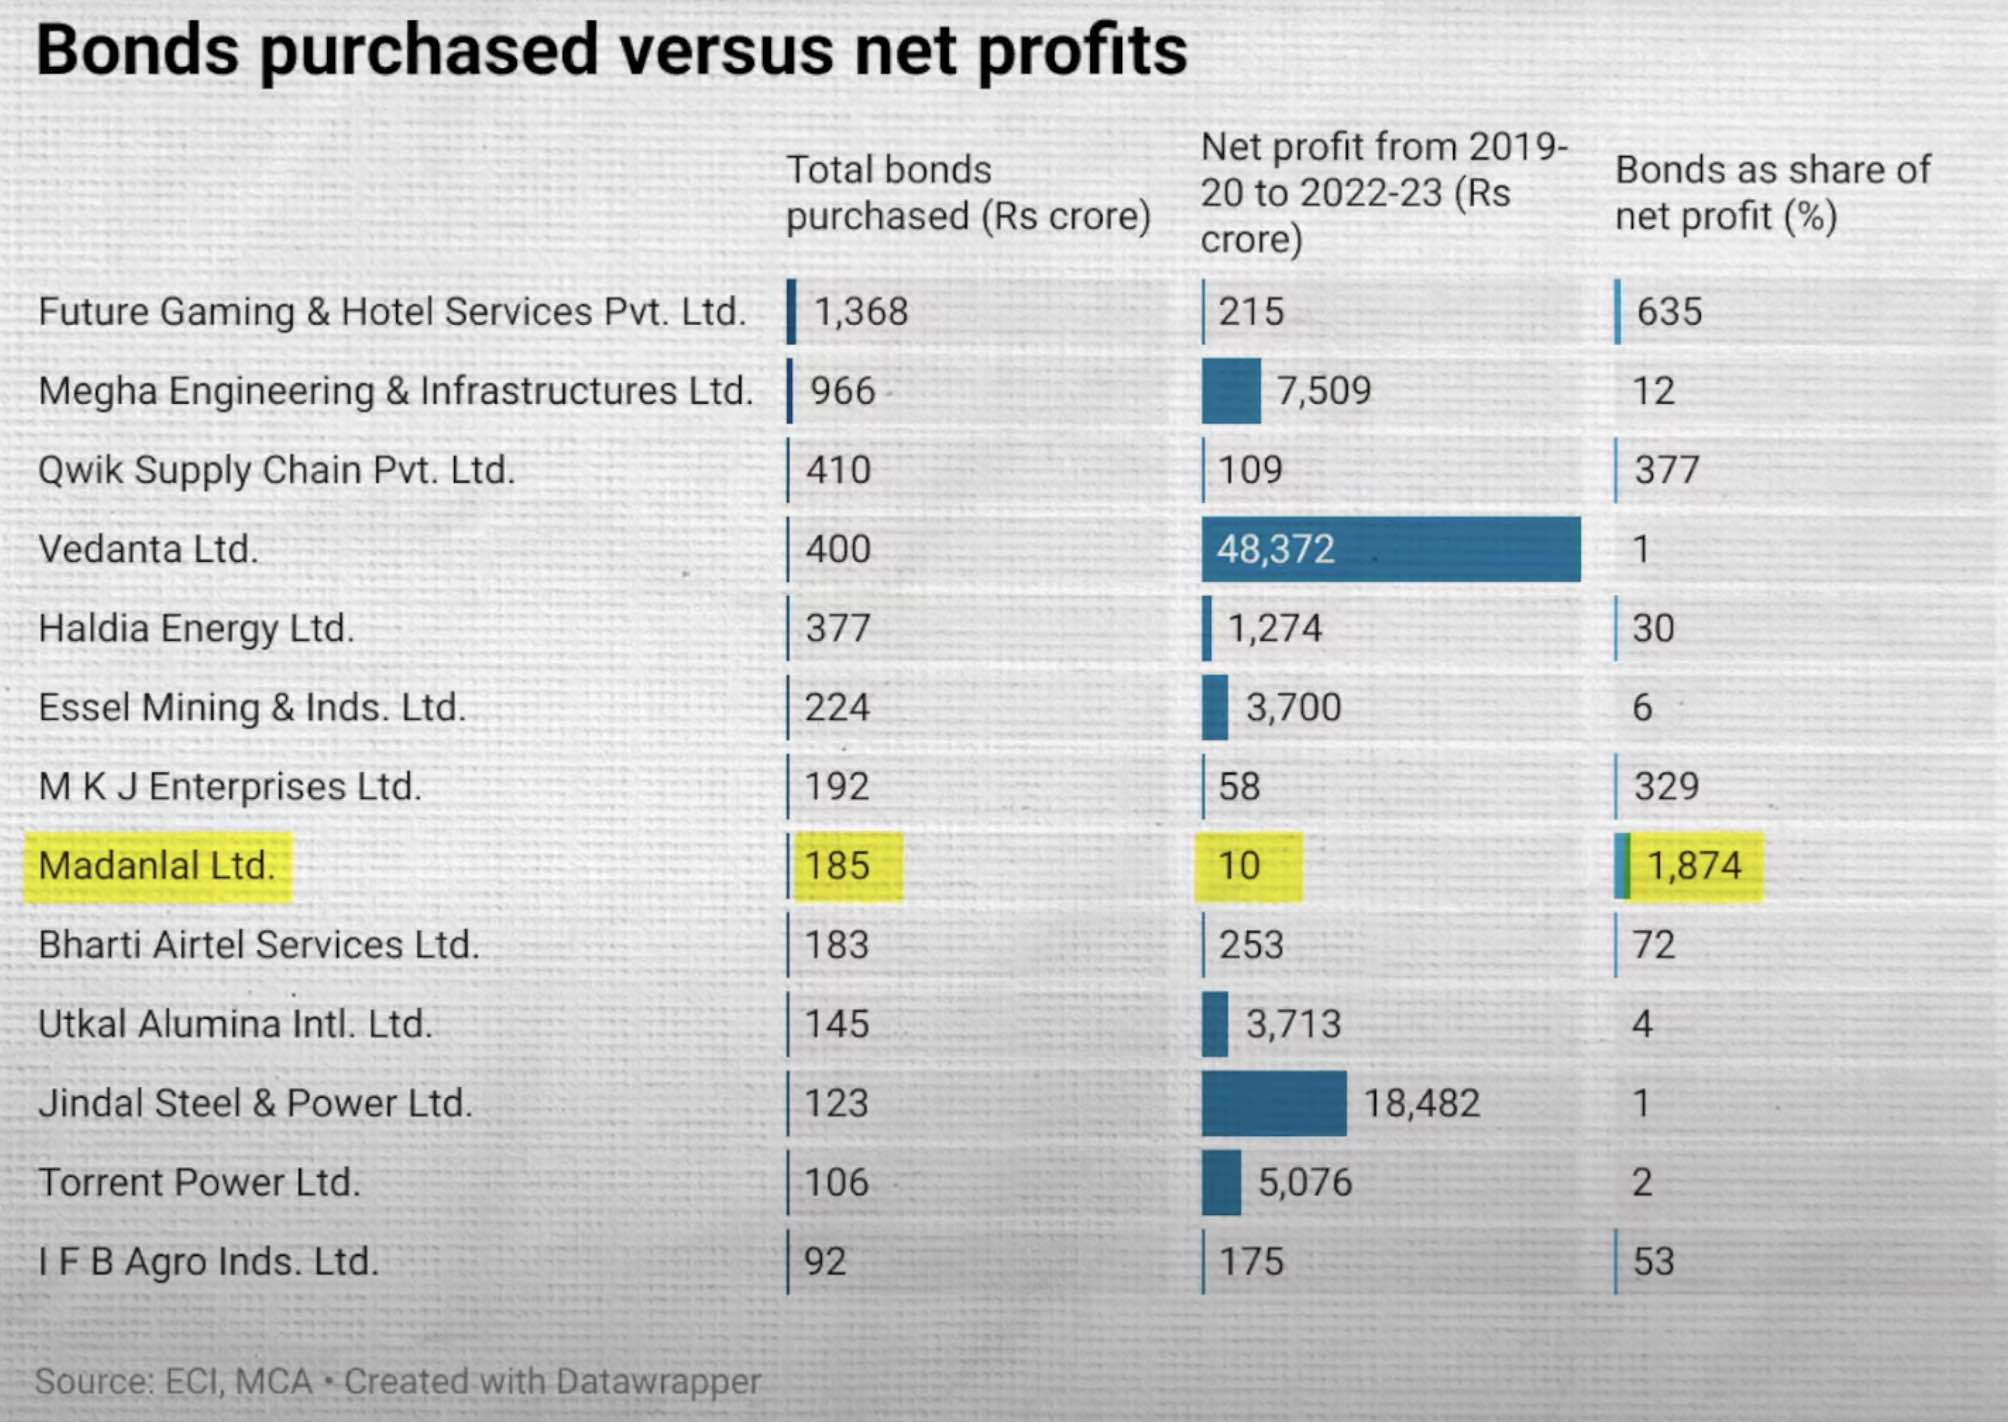 Bonds purchased versus net profits
Total bonds purchased (Rs crore)
Net profit from 2019-20 to 2022-23 (Rs crore)
Bonds as share of net profit (%)
Future Gaming & Hotel Services Pvt. Ltd. 1,368 215 635
Megha Engineering & Infrastructures Ltd. 966 7,509 12
Qwik Supply Chain Pvt. Ltd. 410 109 377
Vedanta Ltd. 400 48,372 1
Haldia Energy Ltd. 377 1,274 30
Essel Mining & Inds. Ltd. 224 3,700 6
M K J Enterprises Ltd. 192 58 329
Madanlal Ltd. 185 10 1,874
Bharti Airtel Services Ltd. 183 253 72
Utkal Alumina Intl. Ltd. 145 3,713 4
Jindal Steel & Power Ltd. 123 18,482 1
Torrent Power Ltd. 106 5,076 2
I F B Agro Inds. Ltd. 92 175 53
Source: ECI, MCA • Created with Datawrapper